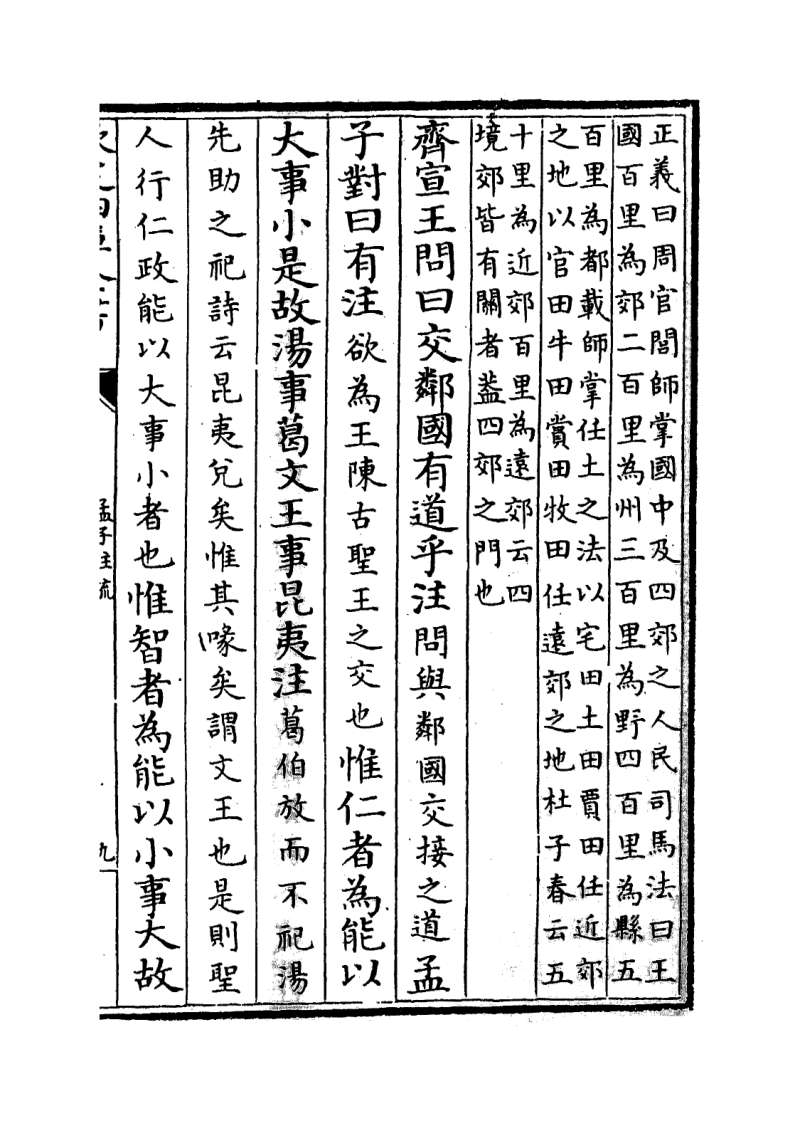 正義曰周官閭師掌國中及四郊之人民司馬法曰王
國百里為郊二百里為州三百里為野四百里為縣五
百里為都載師掌任土之法以宅田土田賈田任近郊
之地以官田牛田賞田牧田任遠郊之地杜子春云五
十里為近郊百里為遠郊云四
境郊皆有關者葢四郊之門也
齊宣王問曰交鄰國有道乎注問與鄰國交接之道孟
子對曰有注欲為王陳古聖王之交也惟仁者為能以
大事小是故湯事葛文王事昆夷注葛伯放而不祀湯
先助之祀詩云昆夷兌矣惟其喙矣謂文王也是則聖
人行仁政能以大事小者也惟智者為能以小事大故
孟子注疏
九